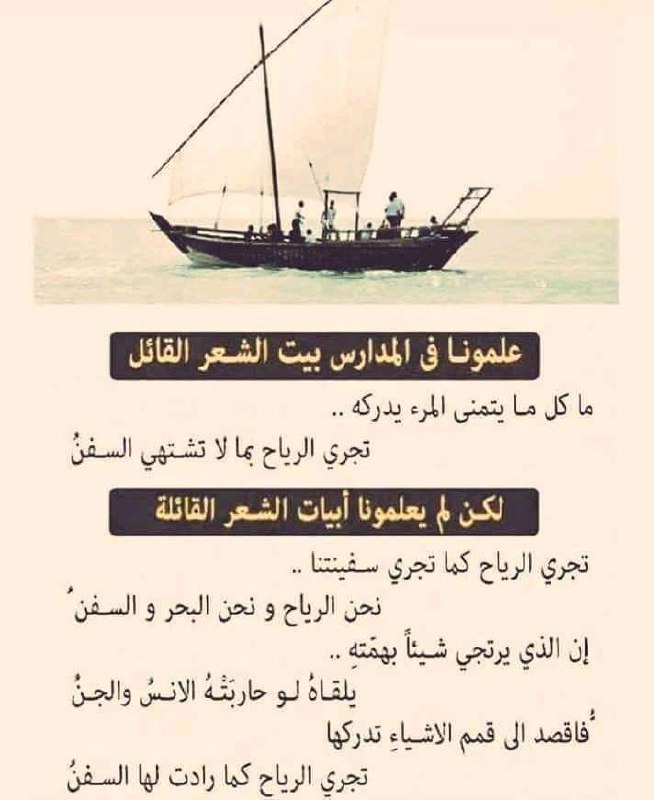 علمونا فى المدارس بيت الشعر القائل
ما كل ما يتمنى المرء يدركه ..
تجري الرياح بما لا تشتهي السفنُ
لكن لم يعلمونا أبيات الشعر القائلة
تجري الرياح كما تجري سفينتنا ..
نحن الرياح و نحن البحر و السفن ُ
إن الذي يرتجي شيئاً بهمّتهِ ..
يلقاهُ لو حاربَتْهُ الانسُ والجنُ
ُفاقصد الى قمم الاشياءِ تدركها
تجري الرياح كما رادت لها السفنُ